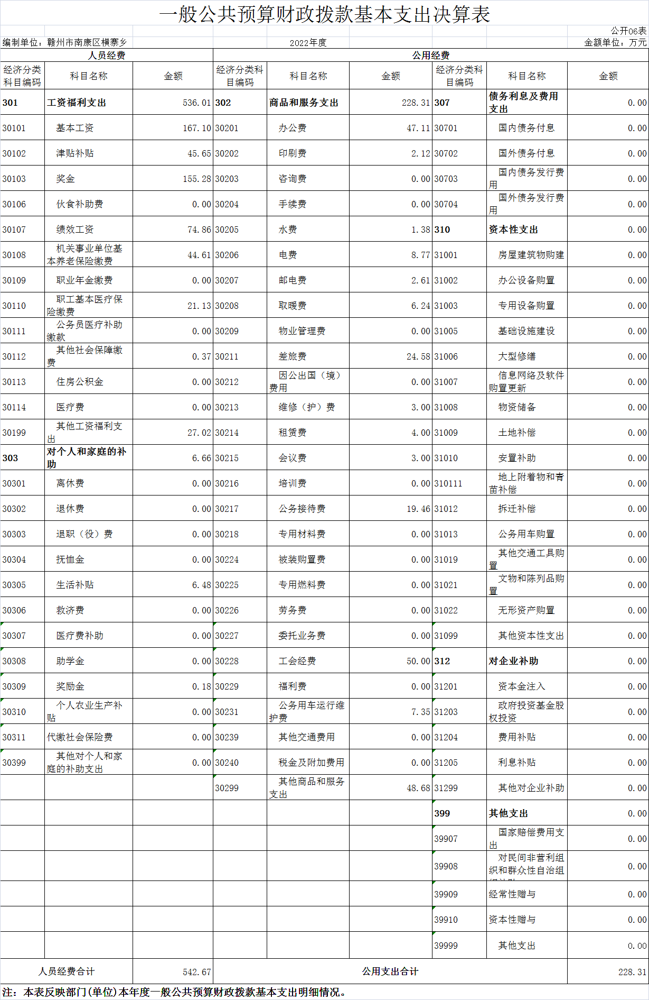 一般公共预算财政拨款基本支出决算表
公开06表
编制单位：赣州市南康区横寨乡 2022年度 金额单位：万元
人员经费 公用经费
经济分类科目编码 科目名称 金额 经济分类科目编码 科目名称 金额 经济分类科目编码 科目名称 金额
301 工资福利支出 536.01 302 商品和服务支出 228.31 307 债务利息及费用支出 0.00
30101 基本工资 167.10 30201 办公费 47.11 30701 国内债务付息 0.00
30102 津贴补贴 45.65 30202 印刷费 2.12 30702 国外债务付息 0.00
30103 奖金 155.28 30203 咨询费 0.00 30703 国内债务发行费用 0.00
30106 伙食补助费 0.00 30204 手续费 0.00 30704 国外债务发行费用 0.00
30107 绩效工资 74.86 30205 水费 1.38 310 资本性支出 0.00
30108 机关事业单位基本养老保险缴费 44.61 30206 电费 8.77 31001 房屋建筑物购建 0.00
30109 职业年金缴费 0.00 30207 邮电费 2.61 31002 办公设备购置 0.00
30110 职工基本医疗保险缴费 21.13 30208 取暖费 6.24 31003 专用设备购置 0.00
30111 公务员医疗补助缴款 0.00 30209 物业管理费 0.00 31005 基础设施建设 0.00
30112 其他社会保障缴费 0.37 30211 差旅费 24.58 31006 大型修缮 0.00
30113 住房公积金 0.00 30212 因公出国（境）费用 0.00 31007 信息网络及软件购置更新 0.00
30114 医疗费 0.00 30213 维修（护）费 3.00 31008 物资储备 0.00
30199 其他工资福利支出 27.02 30214 租赁费 4.00 31009 土地补偿 0.00
303 对个人和家庭的补助 6.66 30215 会议费 3.00 31010 安置补助 0.00
30301 离休费 0.00 30216 培训费 0.00 310111 地上附着物和青苗补偿 0.00
30302 退休费 0.00 30217 公务接待费 19.46 31012 拆迁补偿 0.00
30303 退职（役）费 0.00 30218 专用材料费 0.00 31013 公务用车购置 0.00
30304 抚恤金 0.00 30224 被装购置费 0.00 31019 其他交通工具购置 0.00
30305 生活补贴 6.48 30225 专用燃料费 0.00 31021 文物和陈列品购置 0.00
30306 救济费 0.00 30226 劳务费 0.00 31022 无形资产购置 0.00
30307 医疗费补助 0.00 30227 委托业务费 0.00 31099 其他资本性支出 0.00
30308 助学金 0.00 30228 工会经费 50.00 312 对企业补助 0.00
30309 奖励金 0.18 30229 福利费 0.00 31201 资本金注入 0.00
30310 个人农业生产补贴 0.00 30231 公务用车运行维护费 7.35 31203 政府投资基金股权投资 0.00
30311 代缴社会保险费 0.00 30239 其他交通费用 0.00 31204 费用补贴 0.00
30399 其他对个人和家庭的补助支出 0.00 30240 税金及附加费用 0.00 31205 利息补贴 0.00
30299 其他商品和服务支出 48.68 31299 其他对企业补助 0.00
399 其他支出 0.00
39907 国家赔偿费用支出 0.00
39908 对民间非营利组织和群众性自治组 0.00
39909 经常性赠与 0.00
39910 资本性赠与 0.00
39999 其他支出 0.00
人员经费合计 542.67 公用支出合计 228.31
注：本表反映部门(单位)本年度一般公共预算财政拨款基本支出明细情况。